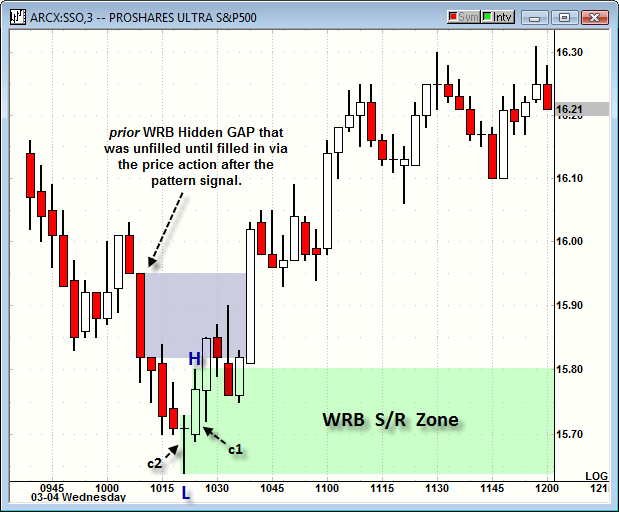 ARCX:SSO,3 -- PROSHARES ULTRA S&P500
Sym Intv
16.30
16.21
16.20
16.10
16.00
15.90
15.80
15.70
prior WRB Hidden GAP that
was unfilled until filled in via
the price action after the
pattern signal.
H
WRB S/R Zone
c2
c1
L
LOG
0945 1000 1015 1030 1045 1100 1115 1130 1145 1200 121
03-04 Wednesday